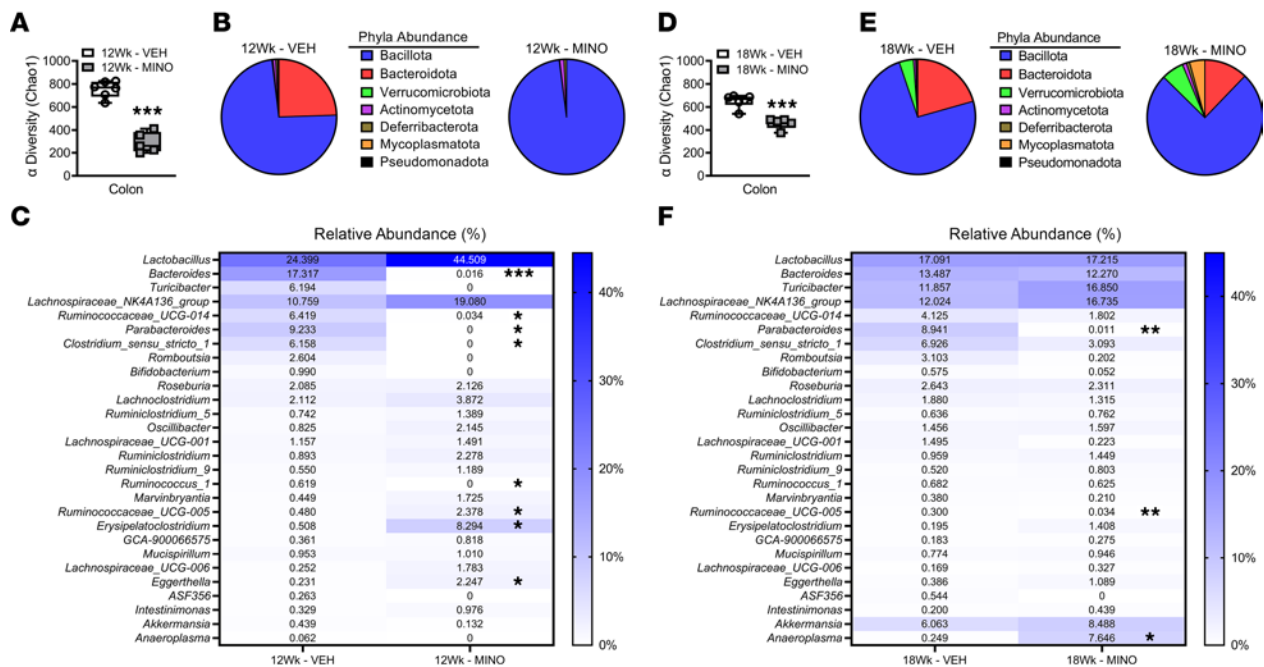 A
12Wk - VEH
12Wk - MINO
α Diversity (Chao1)
1000
800
600
400
200
0
***
Colon
B
12Wk - VEH
Phyla Abundance
Bacillota
Bacteroidota
Verrucomicrobiota
Actinomycetota
Deferribacterota
Mycoplasmatota
Pseudomonadota
12Wk - MINO
D
18Wk - VEH
18Wk - MINO
α Diversity (Chao1)
1000
800
600
400
200
0
***
Colon
E
18Wk - VEH
Phyla Abundance
Bacillota
Bacteroidota
Verrucomicrobiota
Actinomycetota
Deferribacterota
Mycoplasmatota
Pseudomonadota
18Wk - MINO
C
Relative Abundance (%)
Lactobacillus 24.399 44.509
Bacteroides 17.317 0.016 ***
Turicibacter 6.194 0
Lachnospiraceae_NK4A136_group 10.759 19.080
Ruminococcaceae_UCG-014 6.419 0.034 *
Parabacteroides 9.233 0 *
Clostridium_sensu_stricto_1 6.158 0 *
Romboutsia 2.604 0
Bifidobacterium 0.990 0
Roseburia 2.085 2.126
Lachnoclostridium 2.112 3.872
Ruminiclostridium_5 0.742 1.389
Oscillibacter 0.825 2.145
Lachnospiraceae_UCG-001 1.157 1.491
Ruminiclostridium 0.893 2.278
Ruminiclostridium_9 0.550 1.189
Ruminococcus_1 0.619 0 *
Marvinbryantia 0.449 1.725
Ruminococcaceae_UCG-005 0.480 2.378 *
Erysipelatoclostridium 0.508 8.294 *
GCA-900066575 0.361 0.818
Mucispirillum 0.953 1.010
Lachnospiraceae_UCG-006 0.252 1.783
Eggerthella 0.231 2.247 *
ASF356 0.263 0
Intestinimonas 0.329 0.976
Akkermansia 0.439 0.132
Anaeroplasma 0.062 0
12Wk - VEH 12Wk - MINO
40%
30%
20%
10%
0%
F
Relative Abundance (%)
Lactobacillus 17.091 17.215
Bacteroides 13.487 12.270
Turicibacter 11.857 16.850
Lachnospiraceae_NK4A136_group 12.024 16.735
Ruminococcaceae_UCG-014 4.125 1.802
Parabacteroides 8.941 0.011 **
Clostridium_sensu_stricto_1 6.926 3.093
Romboutsia 3.103 0.202
Bifidobacterium 0.575 0.052
Roseburia 2.643 2.311
Lachnoclostridium 1.880 1.315
Ruminiclostridium_5 0.636 0.762
Oscillibacter 1.456 1.597
Lachnospiraceae_UCG-001 1.495 0.223
Ruminiclostridium 0.959 1.449
Ruminiclostridium_9 0.520 0.803
Ruminococcus_1 0.682 0.625
Marvinbryantia 0.380 0.210
Ruminococcaceae_UCG-005 0.300 0.034 **
Erysipelatoclostridium 0.195 1.408
GCA-900066575 0.183 0.275
Mucispirillum 0.774 0.946
Lachnospiraceae_UCG-006 0.169 0.327
Eggerthella 0.386 1.089
ASF356 0.544 0
Intestinimonas 0.200 0.439
Akkermansia 6.063 8.488
Anaeroplasma 0.249 7.646 *
18Wk - VEH 18Wk - MINO
40%
30%
20%
10%
0%